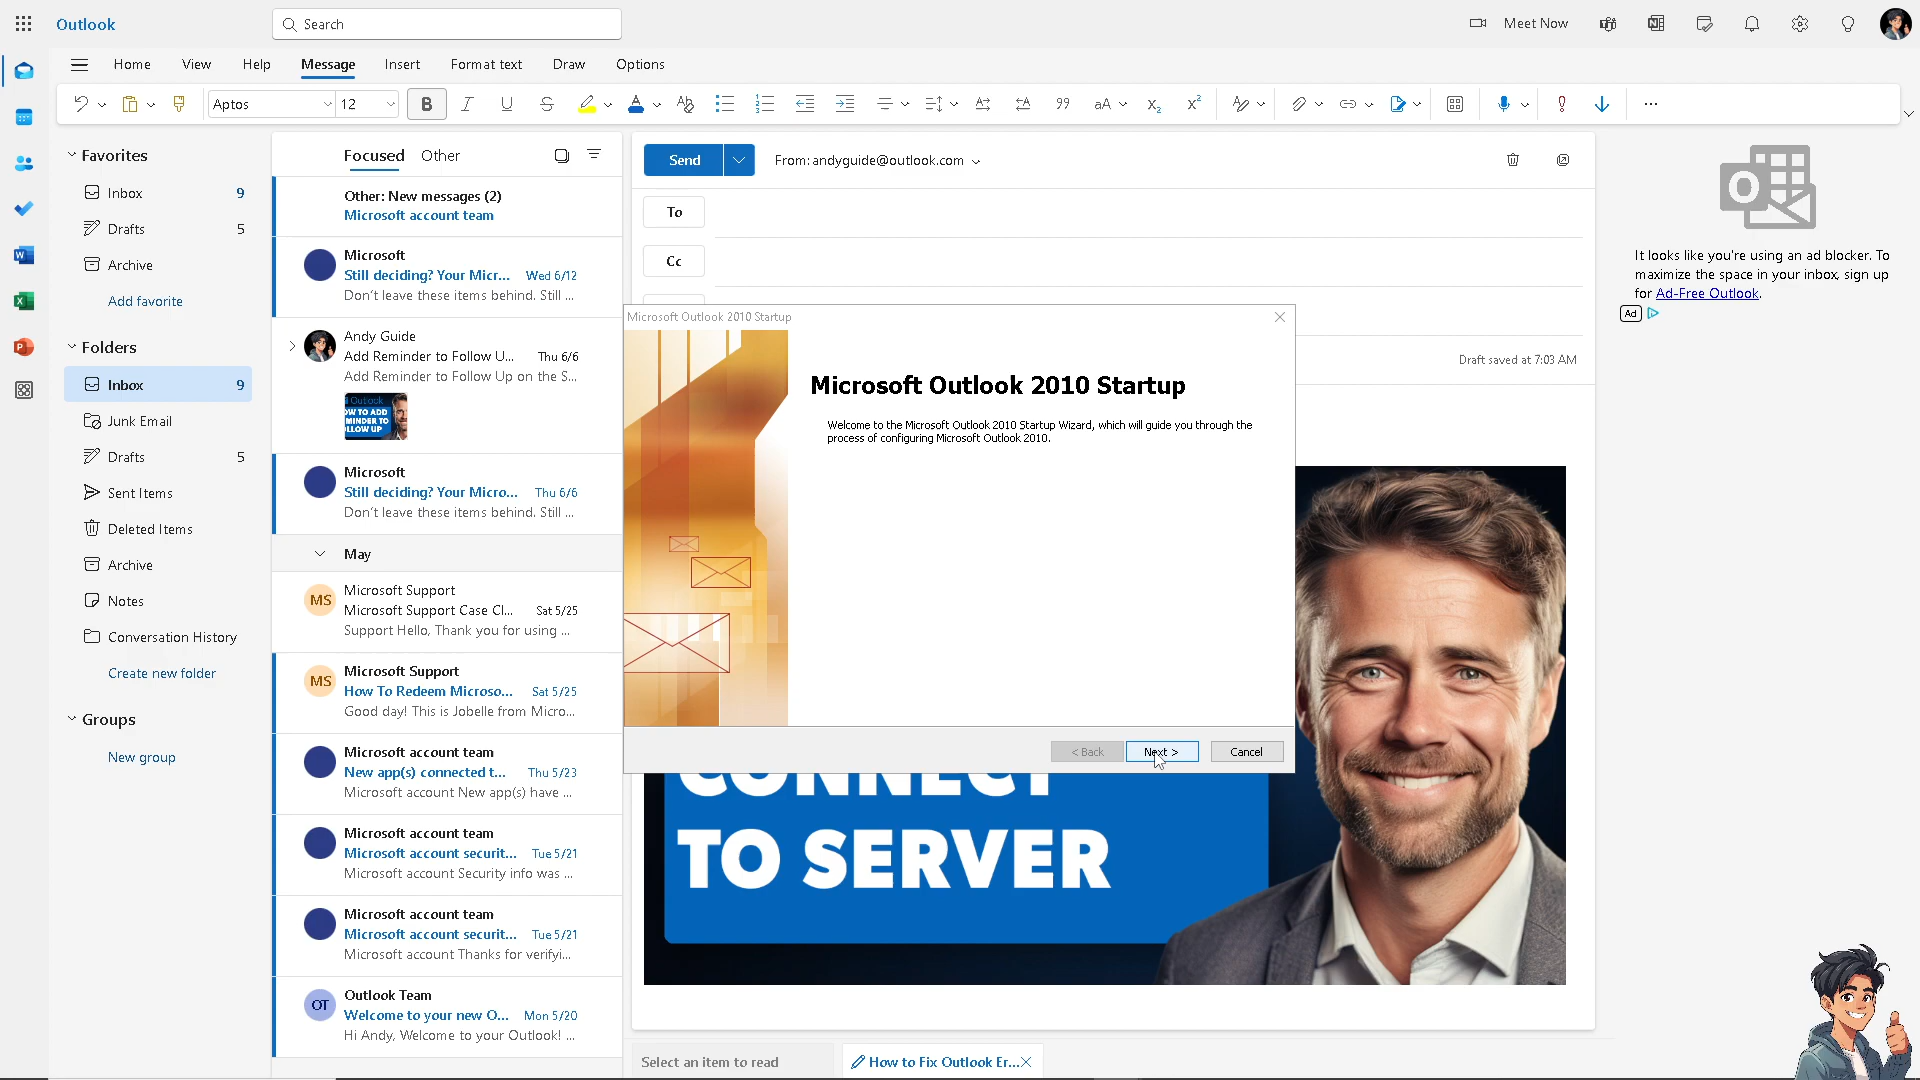 Outlook
Search
Meet Now
Home
View
Help
Message
Insert
Format text
Draw
Options
Aptos
12
B
Favorites
Inbox
9
Drafts
5
Archive
Add favorite
Folders
Inbox
9
Junk Email
Drafts
5
Sent Items
Deleted Items
Archive
Notes
Conversation History
Create new folder
Groups
New group
Focused
Other
Other: New messages (2)
Microsoft account team
Microsoft
Still deciding? Your Micr...
Wed 6/12
Don't leave these items behind. Still ...
Andy Guide
Add Reminder to Follow U...
Thu 6/6
Add Reminder to Follow Up on the S...
Outlook
OW TO ADD
MINDER TO
LLOW UP
Microsoft
Still deciding? Your Micro...
Thu 6/6
Don't leave these items behind. Still ...
May
MS
Microsoft Support
Microsoft Support Case Cl...
Sat 5/25
Support Hello, Thank you for using ...
MS
Microsoft Support
How To Redeem Microso...
Sat 5/25
Good day! This is Jobelle from Micro...
Microsoft account team
New app(s) connected t...
Thu 5/23
Microsoft account New app(s) have ...
Microsoft account team
Microsoft account securit...
Tue 5/21
Microsoft account Security info was ...
Microsoft account team
Microsoft account securit...
Tue 5/21
Microsoft account Thanks for verifyi...
OT
Outlook Team
Welcome to your new O...
Mon 5/20
Hi Andy, Welcome to your Outlook! ...
Send
From: andyguide@outlook.com
To
Cc
Draft saved at 7:03 AM
Microsoft Outlook 2010 Startup
Microsoft Outlook 2010 Startup
Welcome to the Microsoft Outlook 2010 Startup Wizard, which will guide you through the
process of configuring Microsoft Outlook 2010.
< Back
Next >
Cancel
CONNECT
TO SERVER
Select an item to read
How to Fix Outlook Er...
It looks like you're using an ad blocker. To
maximize the space in your inbox, sign up
for Ad-Free Outlook.
Ad